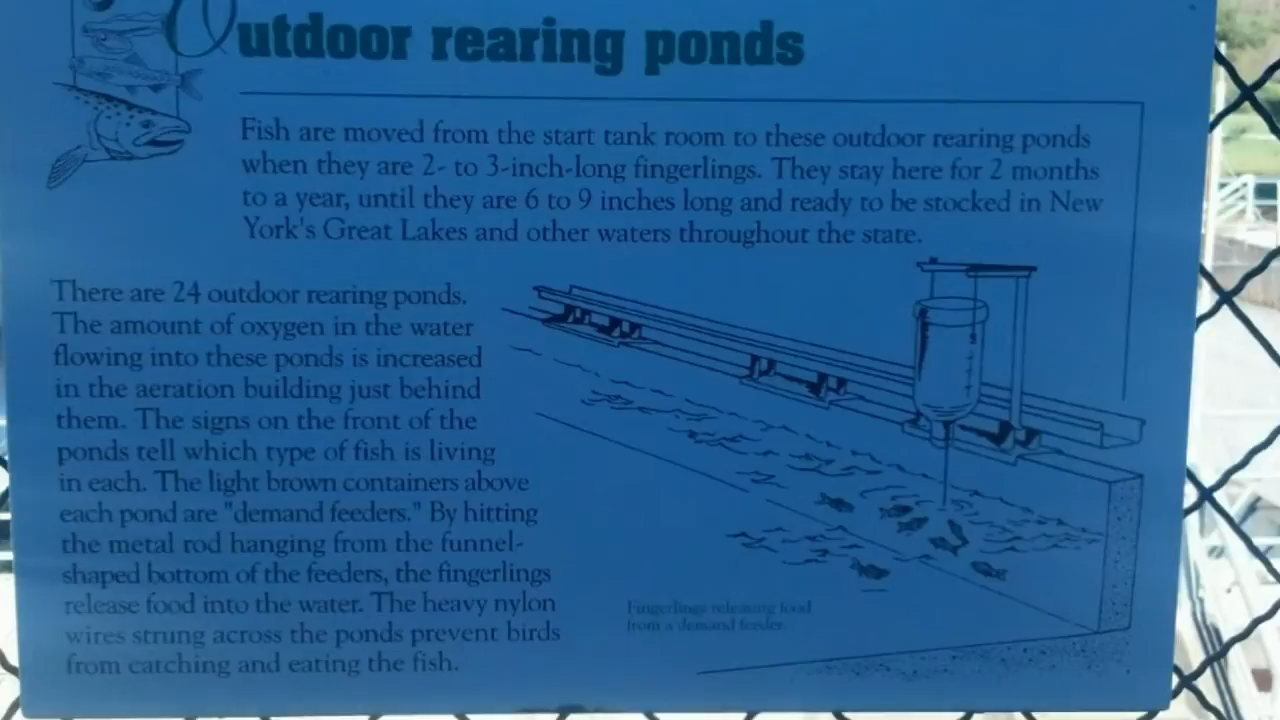 Outdoor rearing ponds
Fish are moved from the start tank room to these outdoor rearing ponds
when they are 2- to 3-inch-long fingerlings. They stay here for 2 months
to a year, until they are 6 to 9 inches long and ready to be stocked in New
York's Great Lakes and other waters throughout the state.
There are 24 outdoor rearing ponds.
The amount of oxygen in the water
flowing into these ponds is increased
in the aeration building just behind
them. The signs on the front of the
ponds tell which type of fish is living
in each. The light brown containers above
each pond are "demand feeders." By hitting
the metal rod hanging from the funnel-
shaped bottom of the feeders, the fingerlings
release food into the water. The heavy nylon
wires strung across the ponds prevent birds
from catching and eating the fish.
Fingerlings releasing food
from a demand feeder